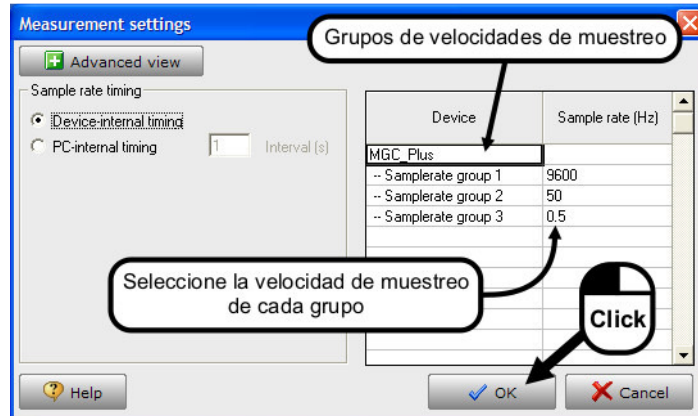 Measurement settings
Grupos de velocidades de muestreo
Advanced view
Sample rate timing
Device-internal timing
PC-internal timing 1 Interval (s)
Device Sample rate (Hz)
MGC_Plus
-- Samplerate group 1 9600
-- Samplerate group 2 50
-- Samplerate group 3 0.5
Seleccione la velocidad de muestreo
de cada grupo
Click
Help
OK
Cancel